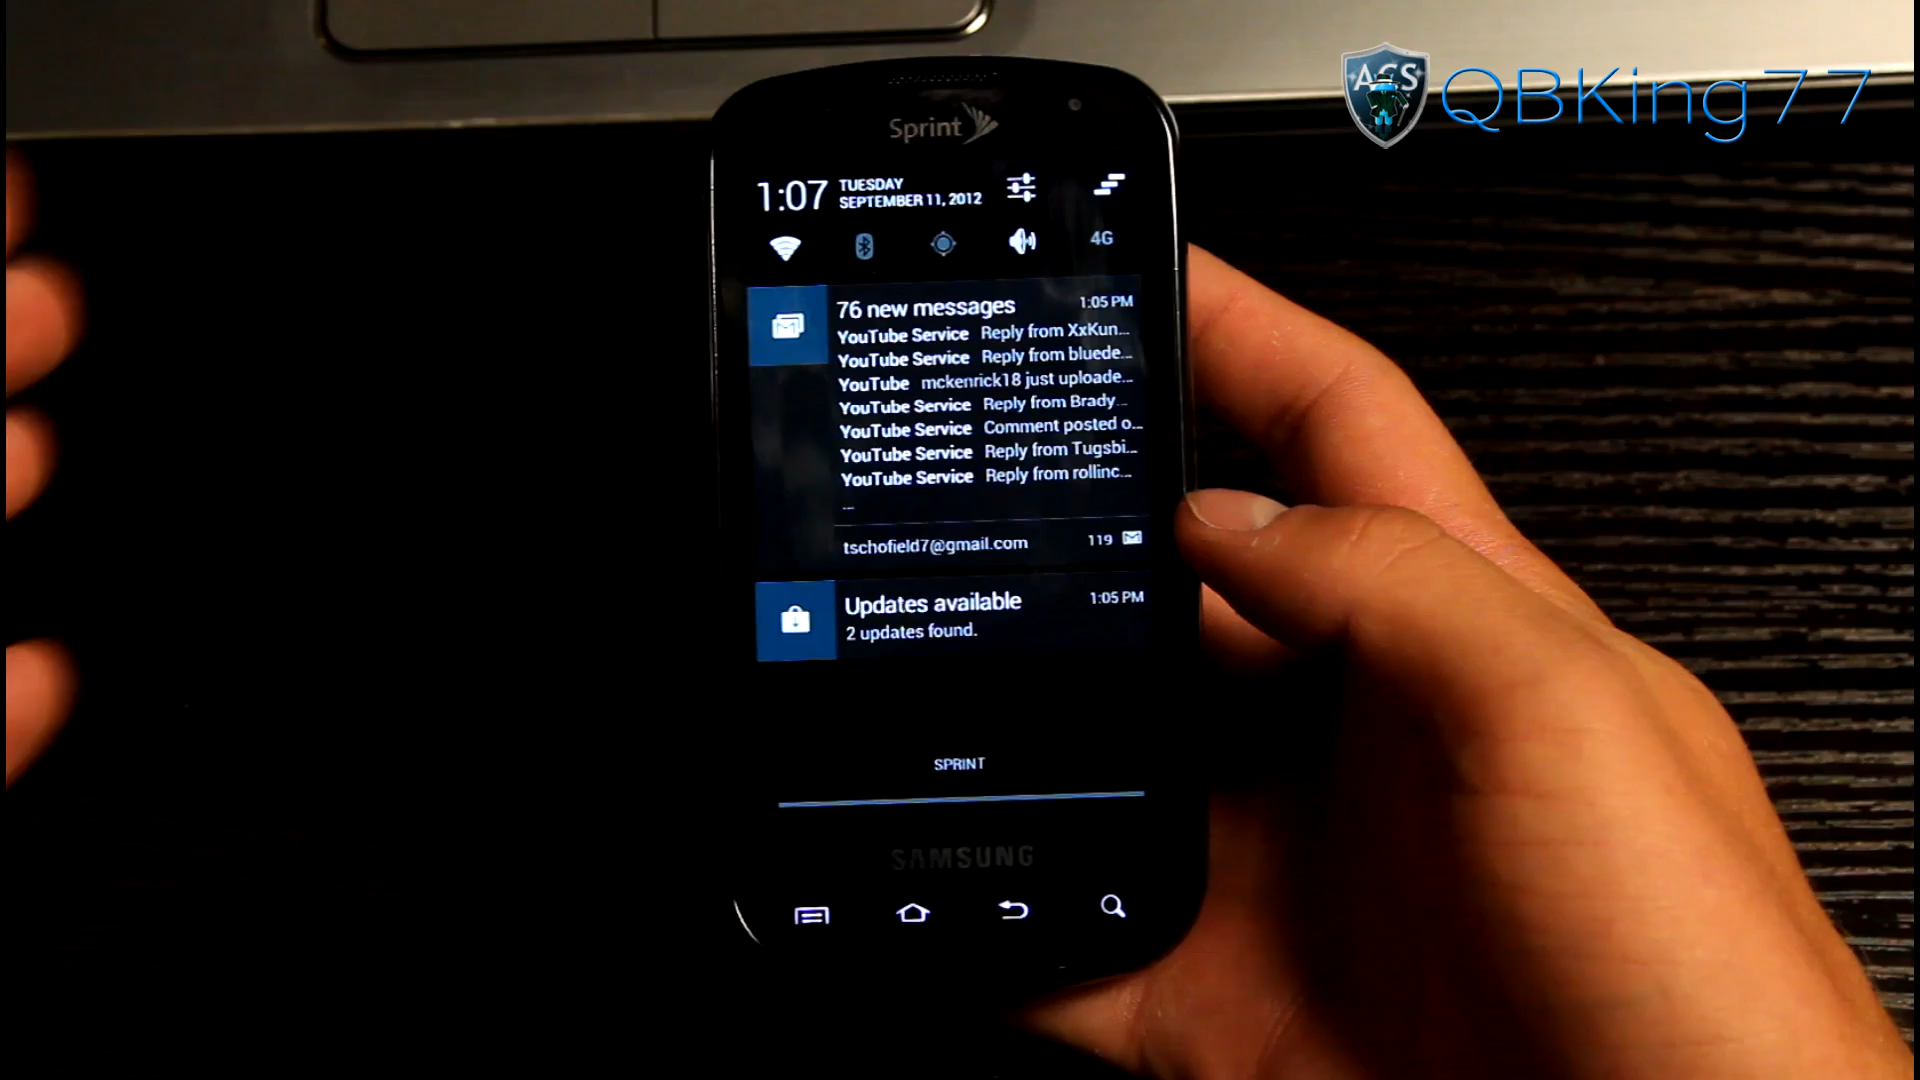 ACS QBKing77
Sprint
1:07 TUESDAY
SEPTEMBER 11, 2012
4G
76 new messages 1:05 PM
YouTube Service Reply from XxKun...
YouTube Service Reply from bluede...
YouTube mckenrick18 just uploade...
YouTube Service Reply from Brady...
YouTube Service Comment posted o...
YouTube Service Reply from Tugsbi...
YouTube Service Reply from rollinc...
...
tschofield7@gmail.com 119
Updates available 1:05 PM
2 updates found.
SPRINT
SAMSUNG